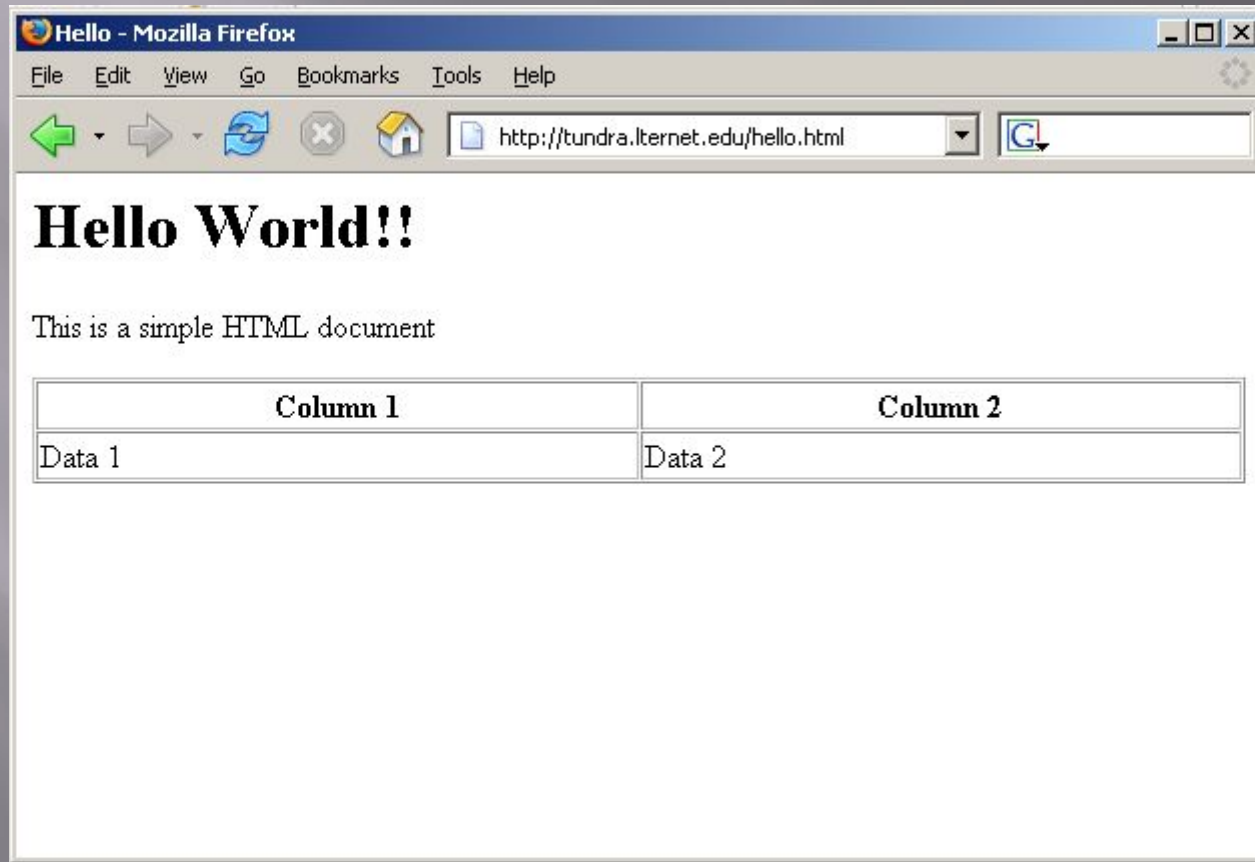 Hello - Mozilla Firefox
File Edit View Go Bookmarks Tools Help
http://tundra.lternet.edu/hello.html G
Hello World!!
This is a simple HTML document
Column 1 Column 2
Data 1 Data 2